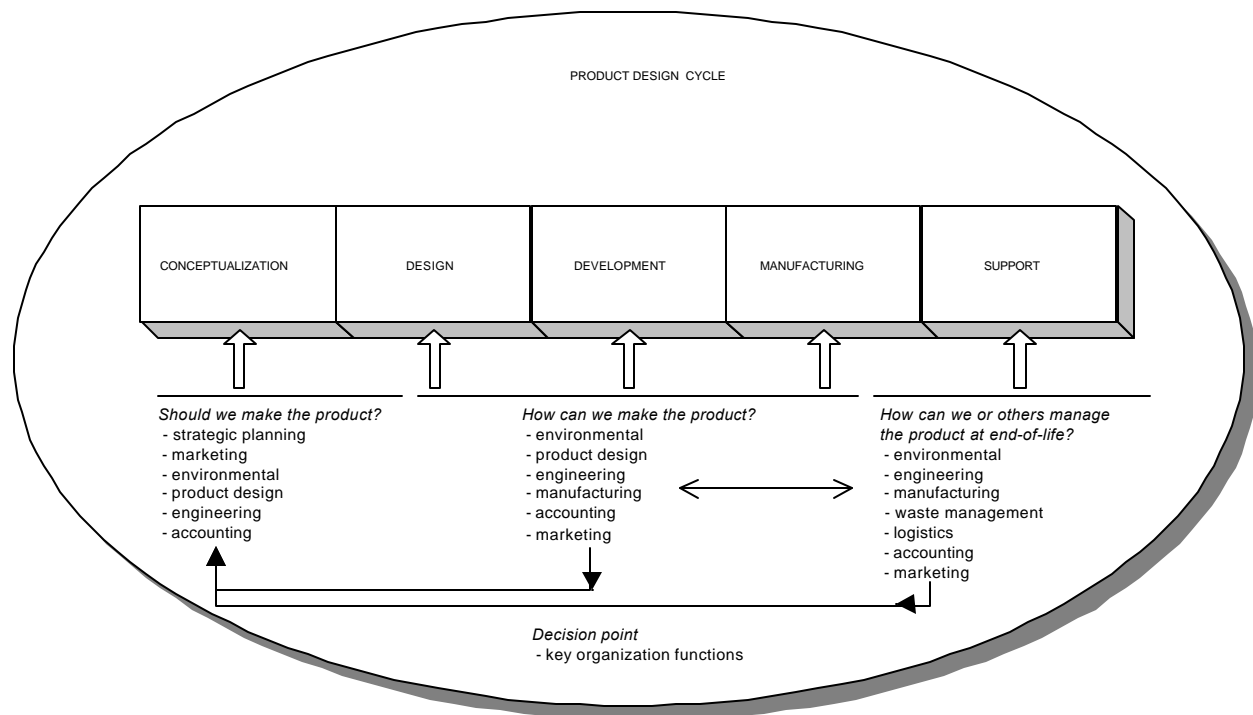 PRODUCT DESIGN CYCLE
CONCEPTUALIZATION
DESIGN
DEVELOPMENT
MANUFACTURING
SUPPORT
Should we make the product?
- strategic planning
- marketing
- environmental
- product design
- engineering
- accounting
How can we make the product?
- environmental
- product design
- engineering
- manufacturing
- accounting
- marketing
How can we or others manage
the product at end-of-life?
- environmental
- engineering
- manufacturing
- waste management
- logistics
- accounting
- marketing
Decision point
- key organization functions